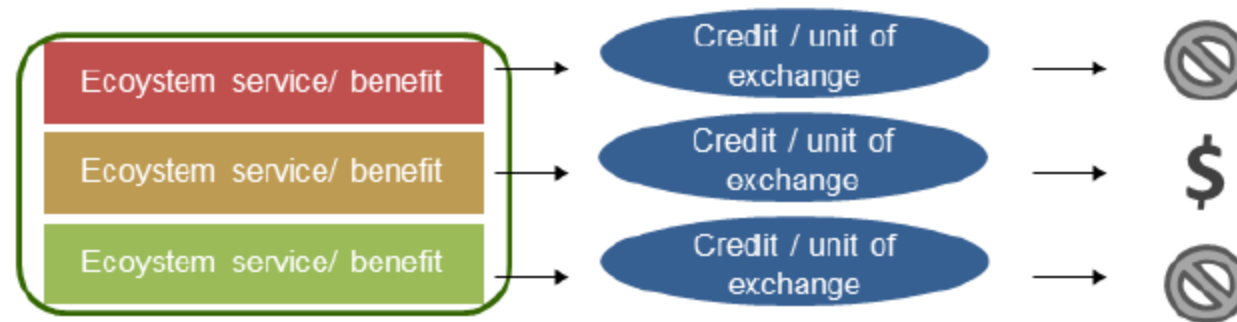 Ecoystem service/ benefit
Credit / unit of
exchange
Ecoystem service/ benefit
Credit / unit of
exchange
$
Ecoystem service/ benefit
Credit / unit of
exchange